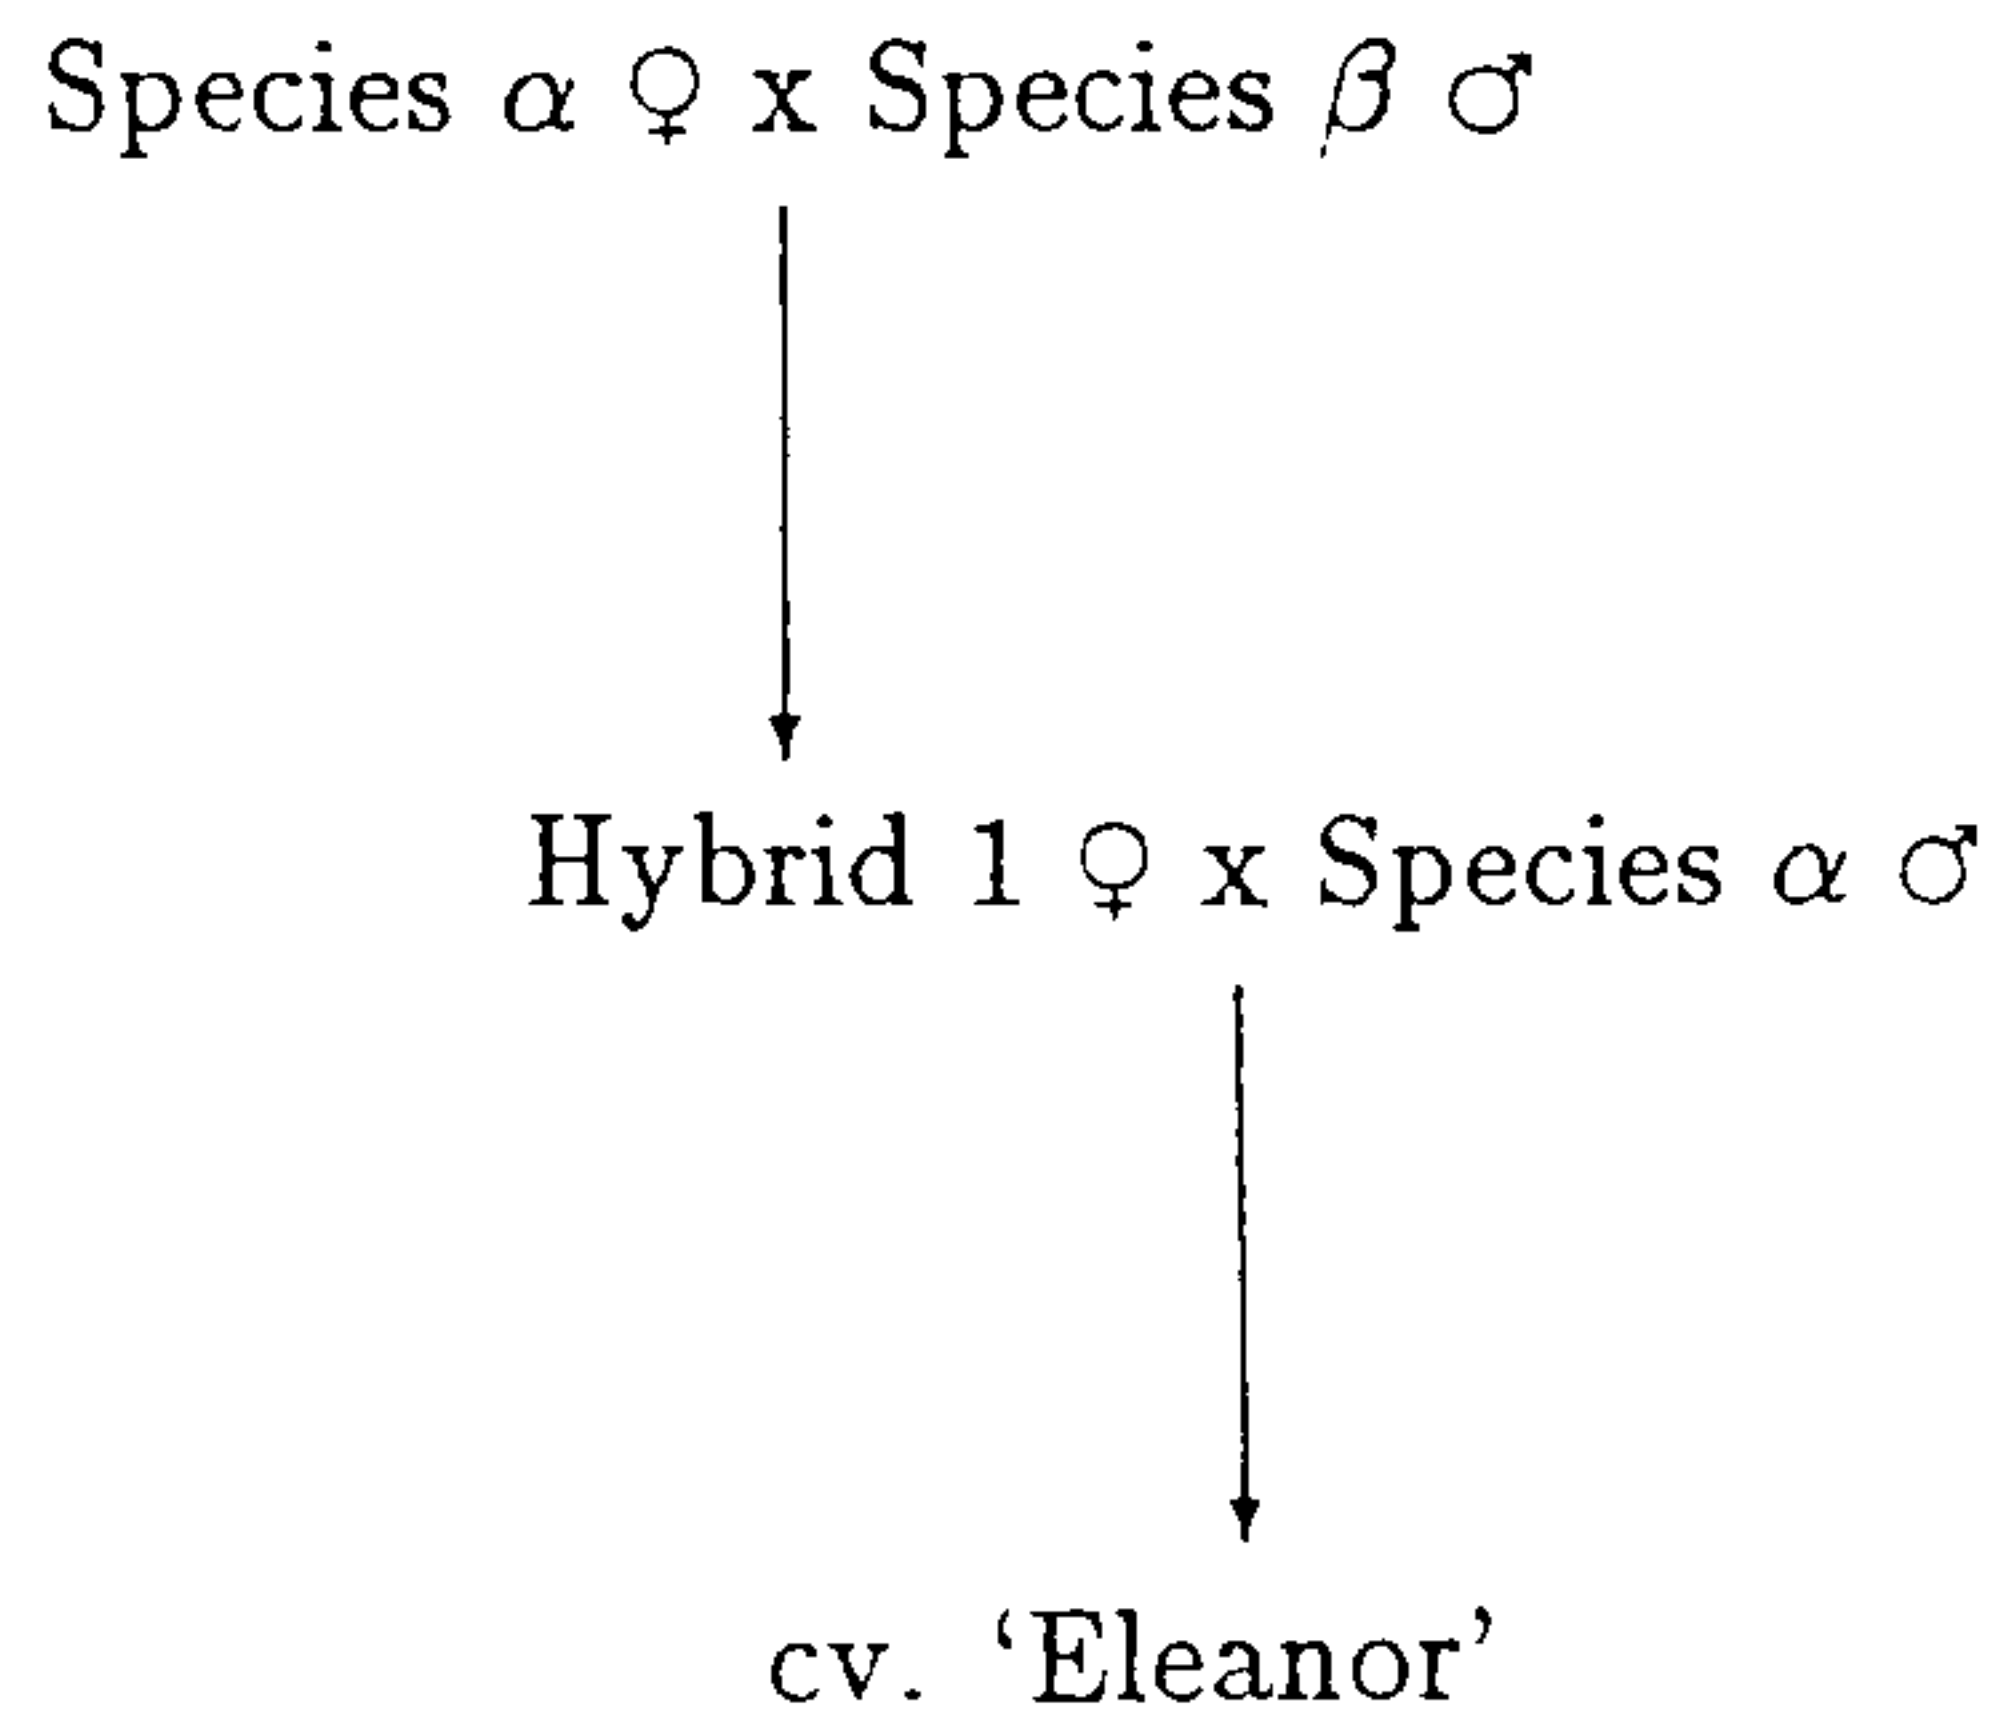 Species α ♀ x Species β ♂
Hybrid 1 ♀ x Species α ♂
cv. ‘Eleanor’